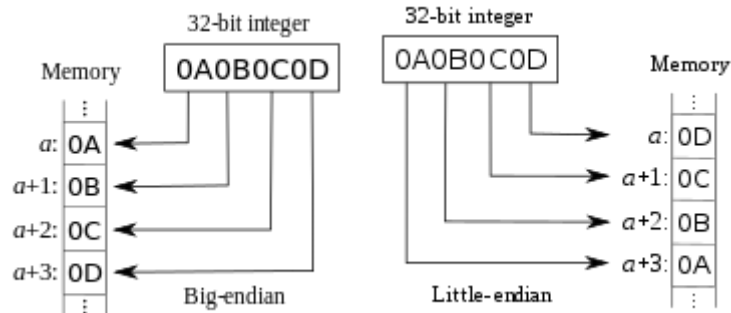 32-bit integer
0A0B0C0D
Memory
⋮
a: 0A
a+1: 0B
a+2: 0C
a+3: 0D
⋮
Big-endian
32-bit integer
0A0B0C0D
Memory
⋮
a: 0D
a+1: 0C
a+2: 0B
a+3: 0A
⋮
Little-endian